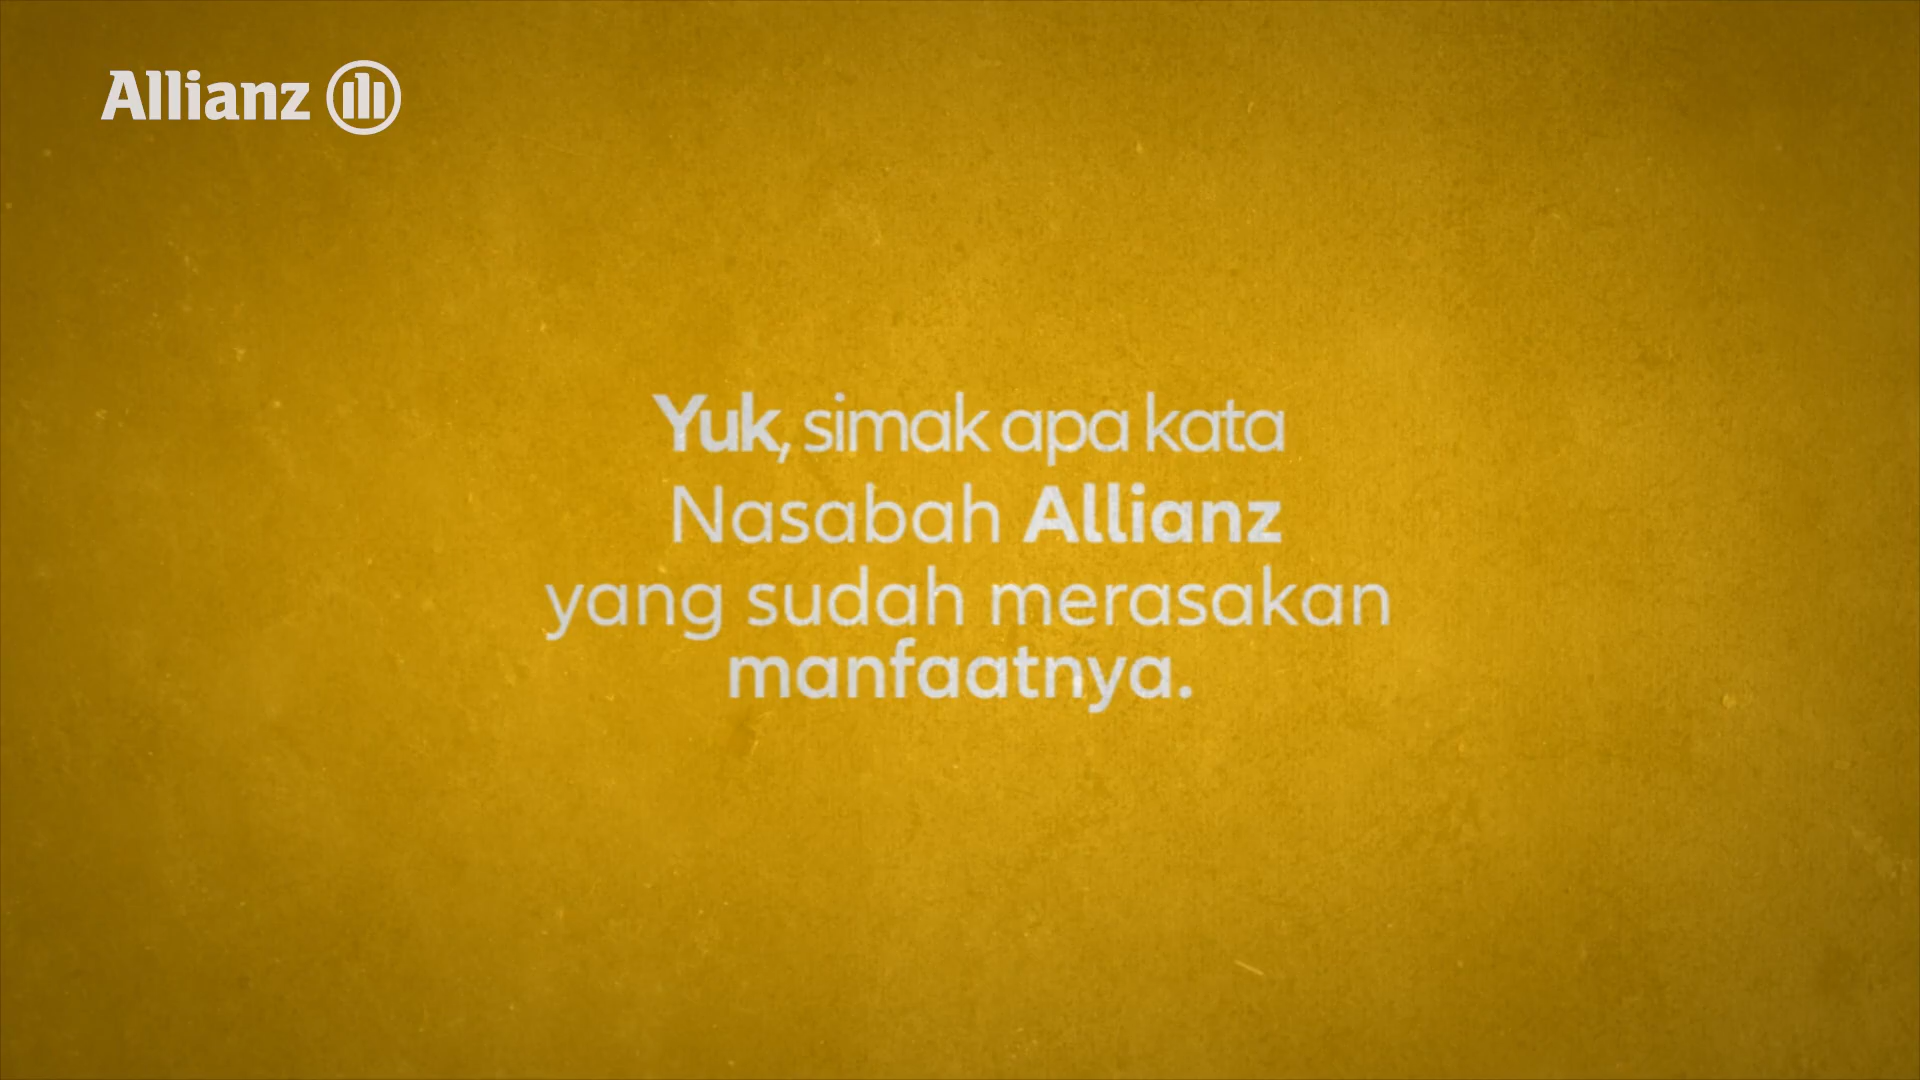 Allianz
Yuk, simak apa kata
Nasabah Allianz
yang sudah merasakan
manfaatnya.